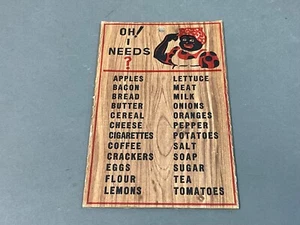 OH!
I
NEEDS
?
APPLES
BACON
BREAD
BUTTER
CEREAL
CHEESE
CIGARETTES
COFFEE
CRACKERS
EGGS
FLOUR
LEMONS
LETTUCE
MEAT
MILK
ONIONS
ORANGES
PEPPER
POTATOES
SALT
SOAP
SUGAR
TEA
TOMATOES